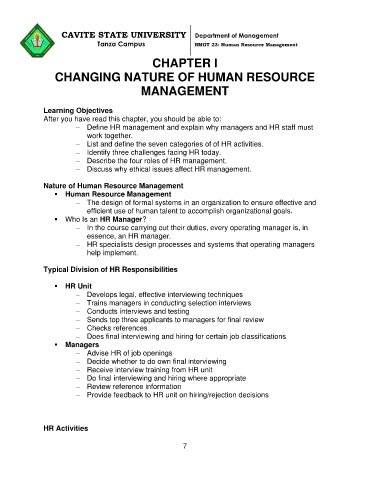 CAVITE STATE UNIVERSITY
Tanza Campus
Department of Management
BMGT 22: Human Resource Management
CHAPTER I
CHANGING NATURE OF HUMAN RESOURCE
MANAGEMENT
Learning Objectives
After you have read this chapter, you should be able to:
– Define HR management and explain why managers and HR staff must
work together.
– List and define the seven categories of of HR activities.
– Identify three challenges facing HR today.
– Describe the four roles of HR management.
– Discuss why ethical issues affect HR management.
Nature of Human Resource Management
▪ Human Resource Management
– The design of formal systems in an organization to ensure effective and
efficient use of human talent to accomplish organizational goals.
▪ Who Is an HR Manager?
– In the course carrying out their duties, every operating manager is, in
essence, an HR manager.
– HR specialists design processes and systems that operating managers
help implement.
Typical Division of HR Responsibilities
▪ HR Unit
– Develops legal, effective interviewing techniques
– Trains managers in conducting selection interviews
– Conducts interviews and testing
– Sends top three applicants to managers for final review
– Checks references
– Does final interviewing and hiring for certain job classifications
▪ Managers
– Advise HR of job openings
– Decide whether to do own final interviewing
– Receive interview training from HR unit
– Do final interviewing and hiring where appropriate
– Review reference information
– Provide feedback to HR unit on hiring/rejection decisions
HR Activities
7